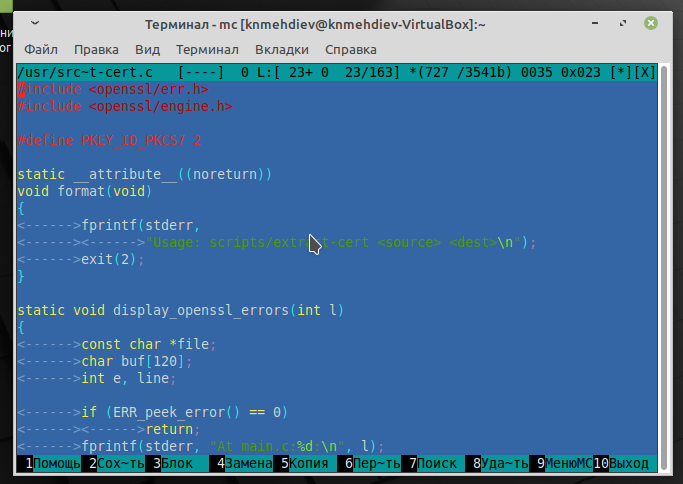 ни
ог
Терминал - mc [knmehdiev@knmehdiev-VirtualBox]:~
Файл Правка Вид Терминал Вкладки Справка
/usr/src~t-cert.c [----] 0 L:[ 23+ 0 23/163] *(727 /3541b) 0035 0x023 [*][X]
#include <openssl/err.h>
#include <openssl/engine.h>
#define PKEY_ID_PKCS7 2
static __attribute__((noreturn))
void format(void)
{
<------>fprintf(stderr,
<------><------>"Usage: scripts/extract-cert <source> <dest>\n");
<------>exit(2);
}
static void display_openssl_errors(int l)
{
<------>const char *file;
<------>char buf[120];
<------>int e, line;
<------>if (ERR_peek_error() == 0)
<------><------>return;
<------>fprintf(stderr, "At main.c:%d:\n", l);
1Помощь 2Сох~ть 3Блок 4Замена 5Копия 6Пер~ть 7Поиск 8Уда~ть 9МенюMC 10Выход